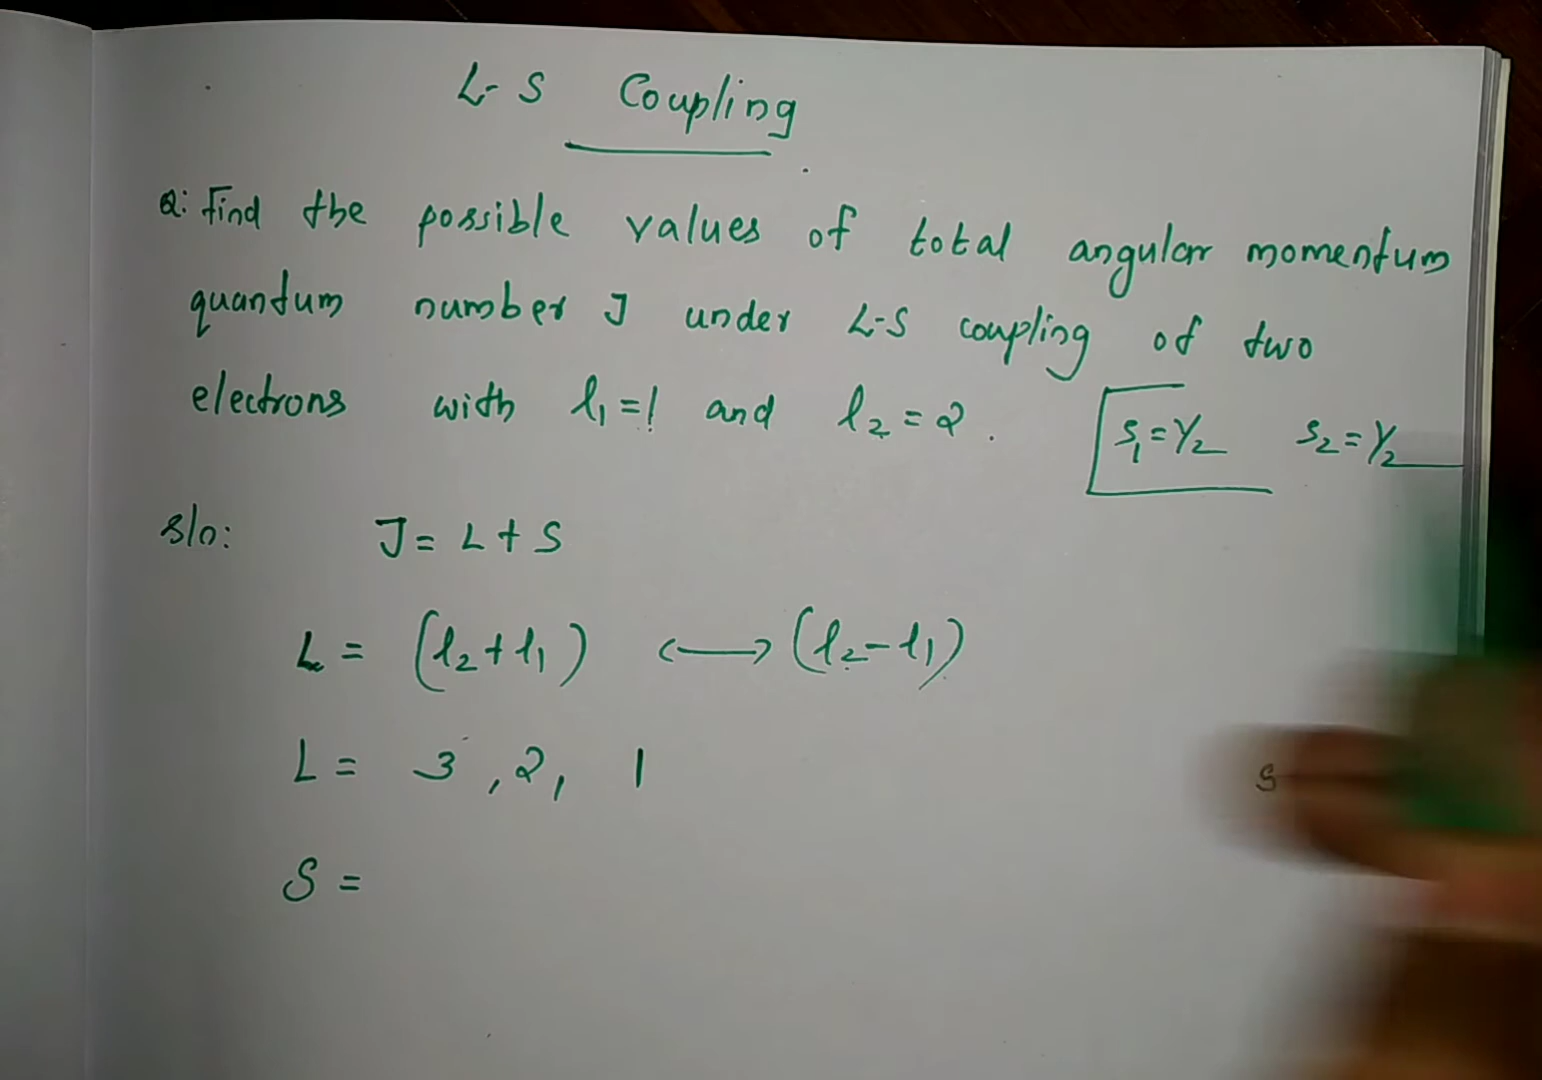 L-S Coupling
Q: Find the possible values of total angular momentum
quantum number J under L-S coupling of two
electrons with l₁=1 and l₂=2. s₁=1/2 s₂=1/2
sln: J= L+S
L= (l₂+l₁) ⟷ (l₂-l₁)
L= 3, 2, 1
S=
S